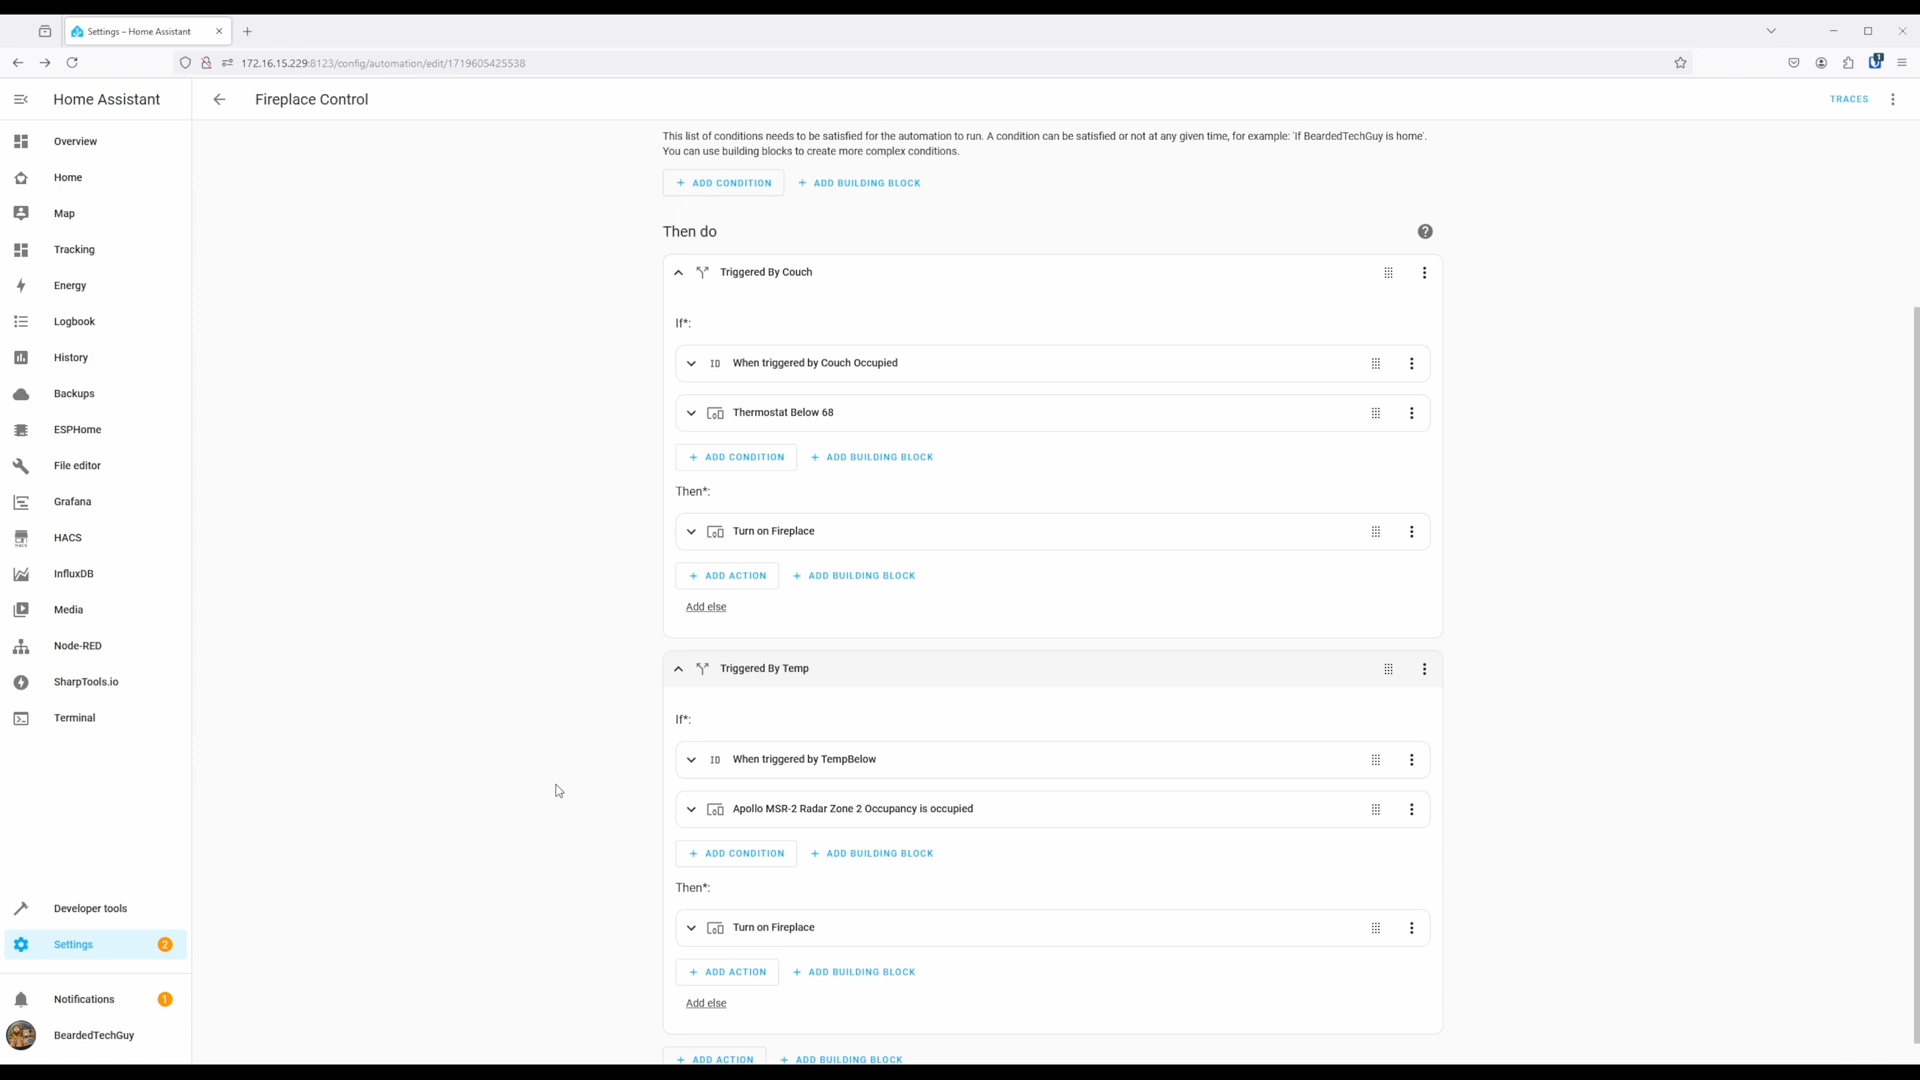 Settings – Home Assistant
172.16.15.229:8123/config/automation/edit/1719605425538
1
Home Assistant
Fireplace Control
TRACES
Overview
Home
Map
Tracking
Energy
Logbook
History
Backups
ESPHome
File editor
Grafana
HACS
HACS
InfluxDB
Media
Node-RED
SharpTools.io
Terminal
Developer tools
Settings 2
Notifications 1
BeardedTechGuy
This list of conditions needs to be satisfied for the automation to run. A condition can be satisfied or not at any given time, for example: 'If BeardedTechGuy is home'.
You can use building blocks to create more complex conditions.
+ ADD CONDITION + ADD BUILDING BLOCK
Then do
?
Triggered By Couch
If*:
ID When triggered by Couch Occupied
Thermostat Below 68
+ ADD CONDITION + ADD BUILDING BLOCK
Then*:
Turn on Fireplace
+ ADD ACTION + ADD BUILDING BLOCK
Add else
Triggered By Temp
If*:
ID When triggered by TempBelow
Apollo MSR-2 Radar Zone 2 Occupancy is occupied
+ ADD CONDITION + ADD BUILDING BLOCK
Then*:
Turn on Fireplace
+ ADD ACTION + ADD BUILDING BLOCK
Add else
+ ADD ACTION + ADD BUILDING BLOCK